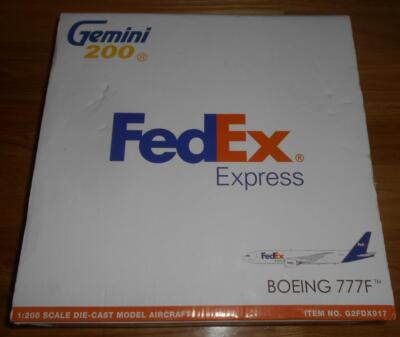 Gemini
200®
FedEx®
Express
FedEx
BOEING 777F™
1:200 SCALE DIE-CAST MODEL AIRCRAFT
ITEM NO. G2FDX917